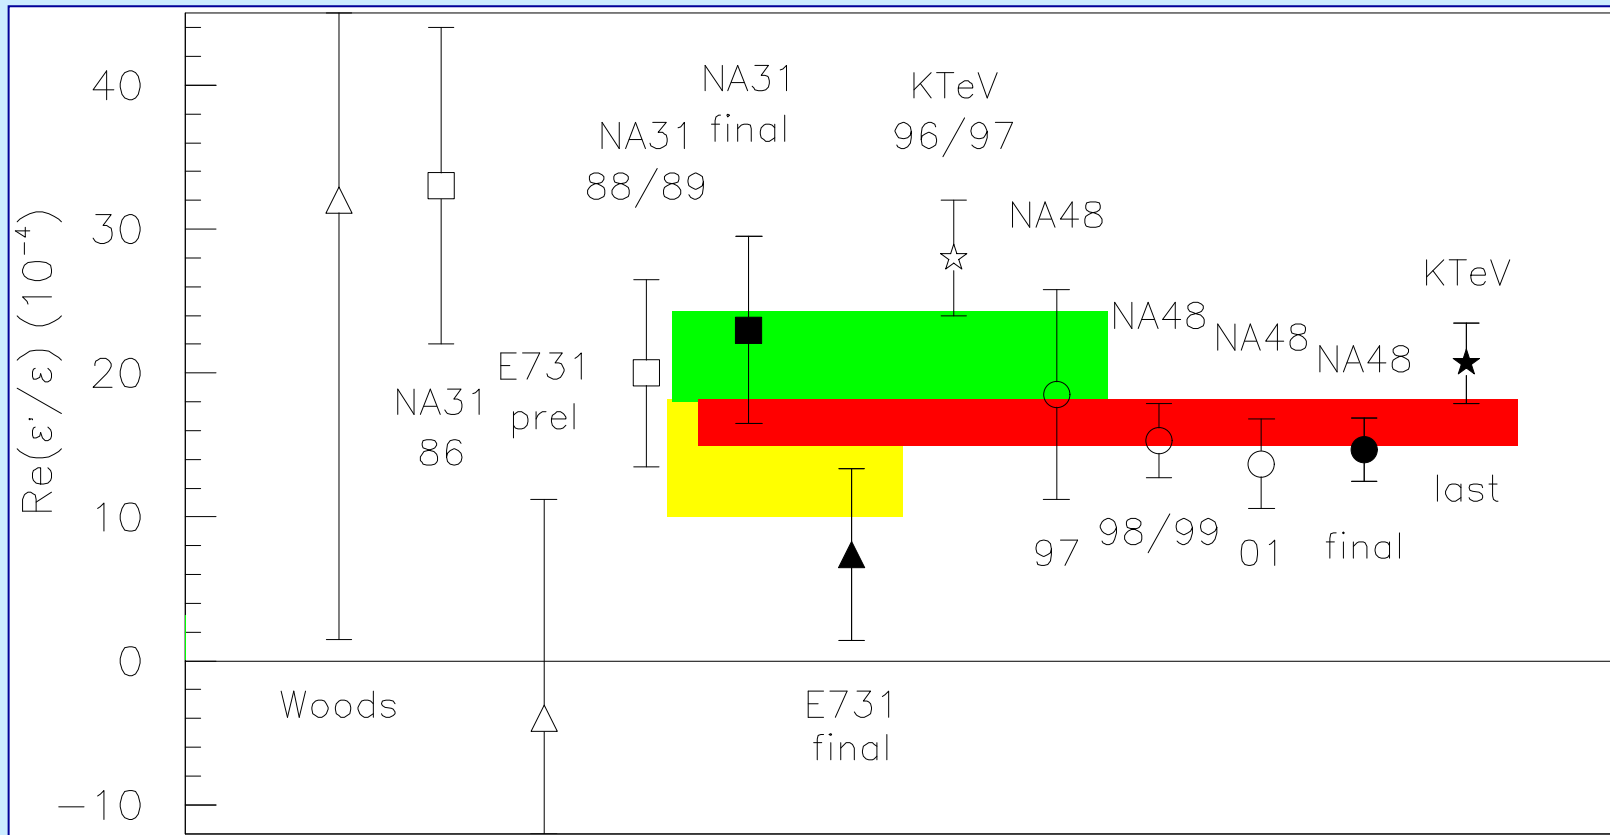 Re(ε'/ε) (10⁻⁴)
40
30
20
10
0
−10
Woods
NA31
86
E731
prel
NA31
88/89
NA31
final
E731
final
KTeV
96/97
NA48
97
NA48
98/99
NA48
01
NA48
final
KTeV
last